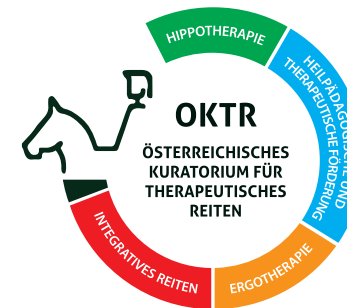 HIPPOTHERAPIE
HEILPÄDAGOGISCHE UND
THERAPEUTISCHE FÖRDERUNG
OKTR
ÖSTERREICHISCHES
KURATORIUM FÜR
THERAPEUTISCHES
REITEN
INTEGRATIVES REITEN
ERGOTHERAPIE